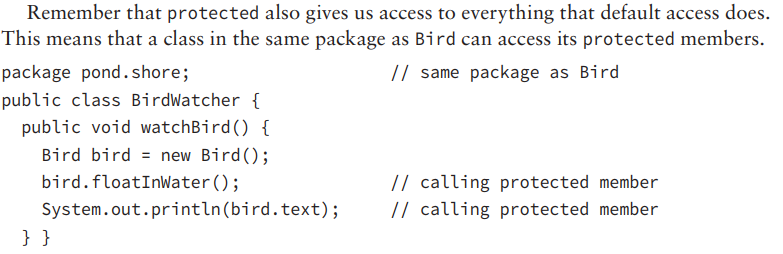 Remember that protected also gives us access to everything that default access does.
This means that a class in the same package as Bird can access its protected members.
package pond.shore; // same package as Bird
public class BirdWatcher {
public void watchBird() {
Bird bird = new Bird();
bird.floatInWater(); // calling protected member
System.out.println(bird.text); // calling protected member
} }